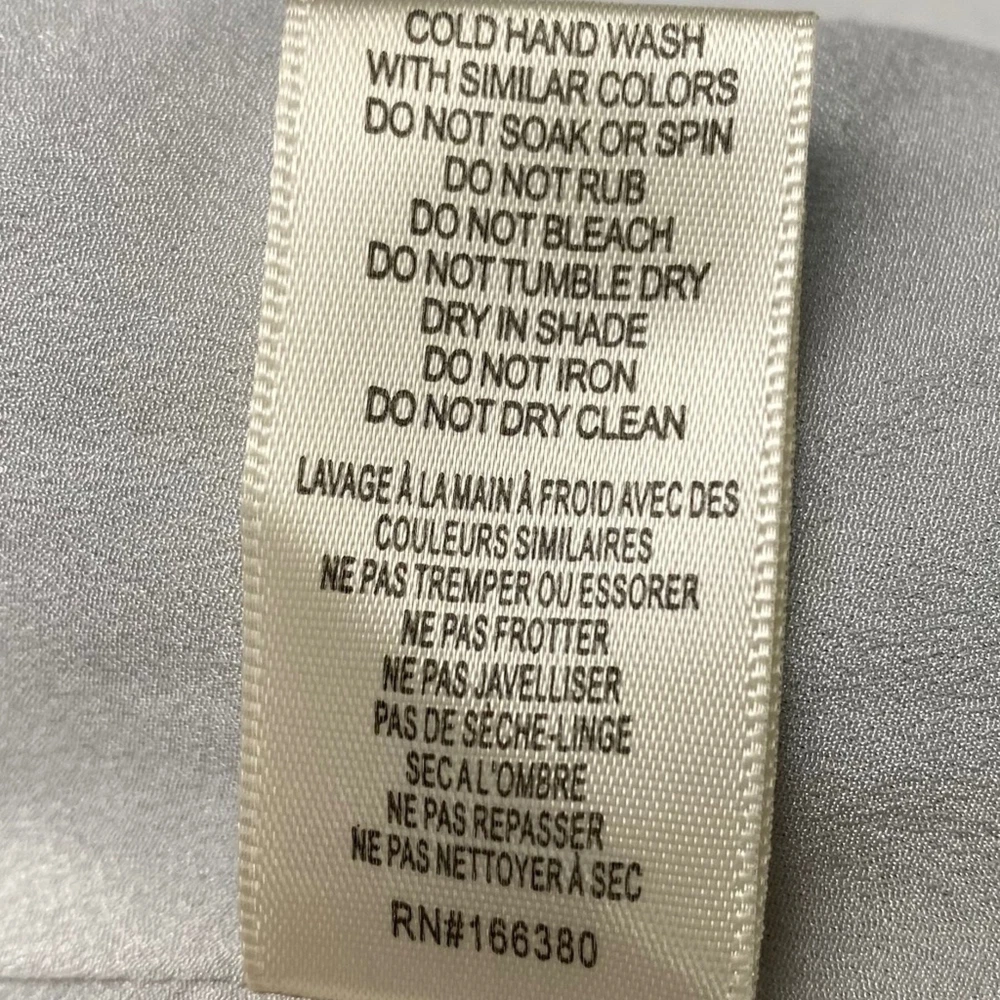 COLD HAND WASH
WITH SIMILAR COLORS
DO NOT SOAK OR SPIN
DO NOT RUB
DO NOT BLEACH
DO NOT TUMBLE DRY
DRY IN SHADE
DO NOT IRON
DO NOT DRY CLEAN
LAVAGE À LA MAIN À FROID AVEC DES
COULEURS SIMILAIRES
NE PAS TREMPER OU ESSORER
NE PAS FROTTER
NE PAS JAVELLISER
PAS DE SÈCHE-LINGE
SEC A L'OMBRE
NE PAS REPASSER
NE PAS NETTOYER À SEC
RN#166380